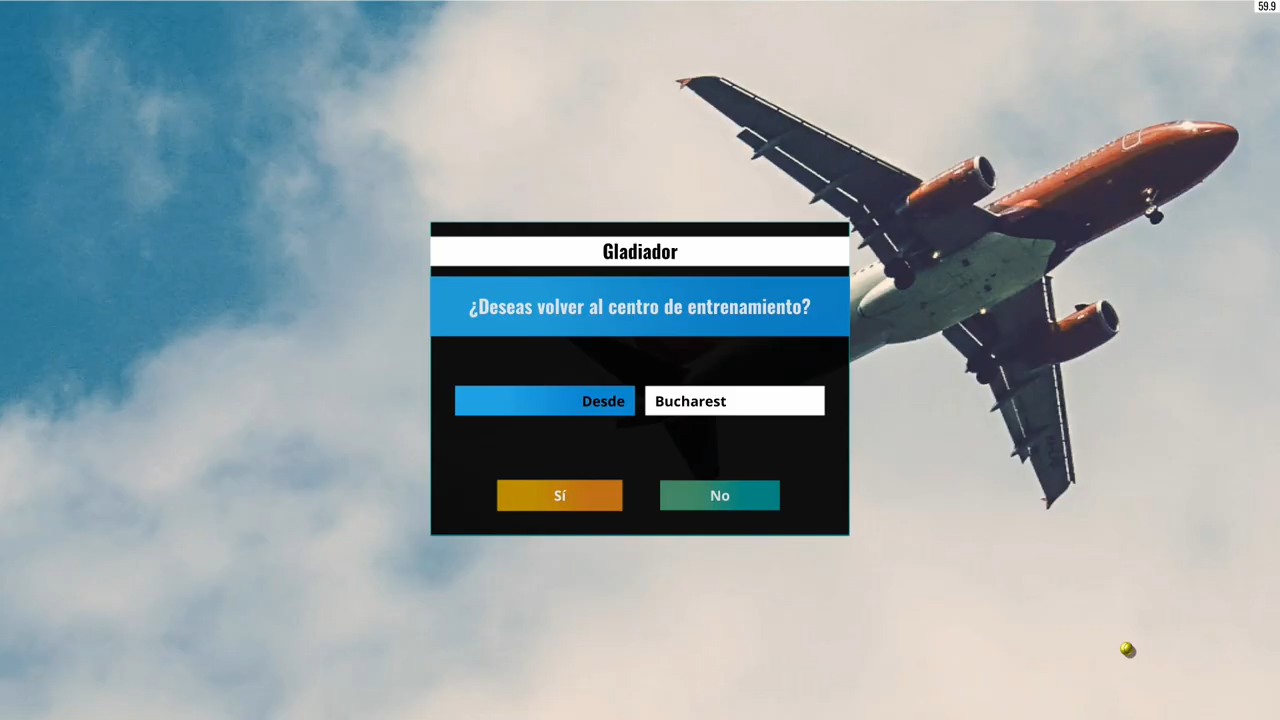 59.9
Gladiador
¿Deseas volver al centro de entrenamiento?
Desde Bucharest
Sí No